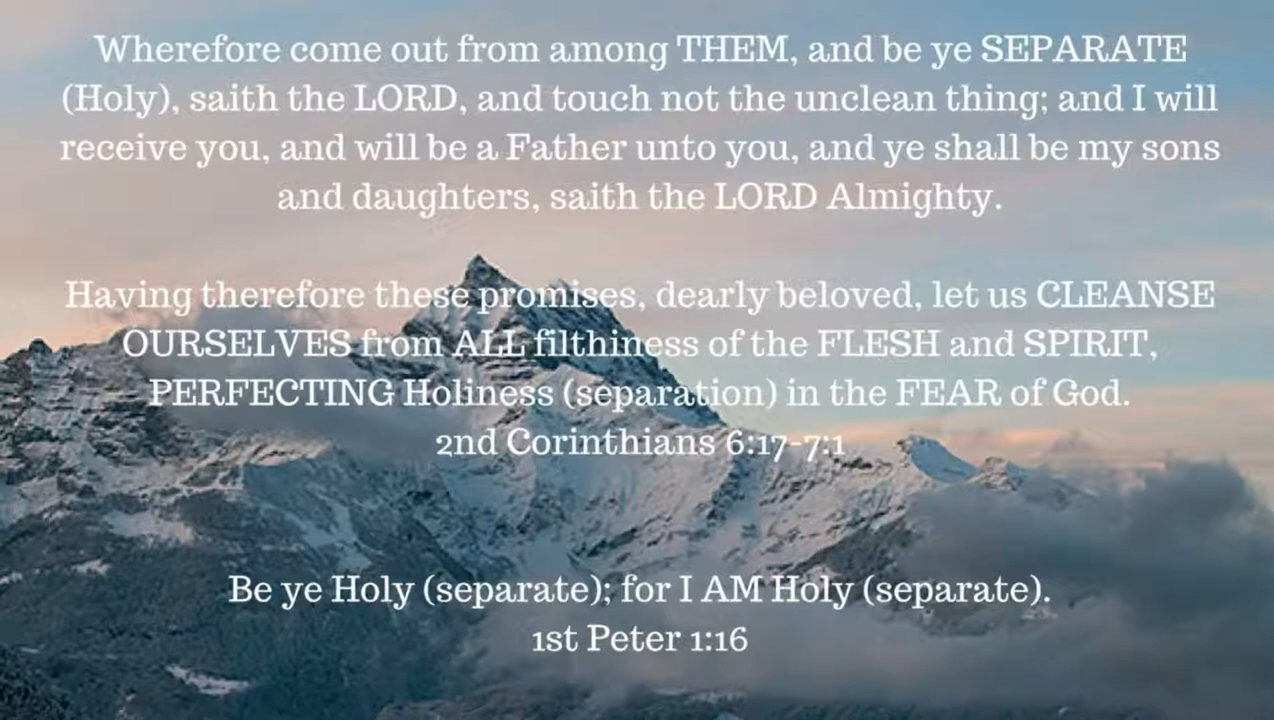 Wherefore come out from among THEM, and be ye SEPARATE
(Holy), saith the LORD, and touch not the unclean thing; and I will
receive you, and will be a Father unto you, and ye shall be my sons
and daughters, saith the LORD Almighty.
Having therefore these promises, dearly beloved, let us CLEANSE
OURSELVES from ALL filthiness of the FLESH and SPIRIT,
PERFECTING Holiness (separation) in the FEAR of God.
2nd Corinthians 6:17-7:1
Be ye Holy (separate); for I AM Holy (separate).
1st Peter 1:16